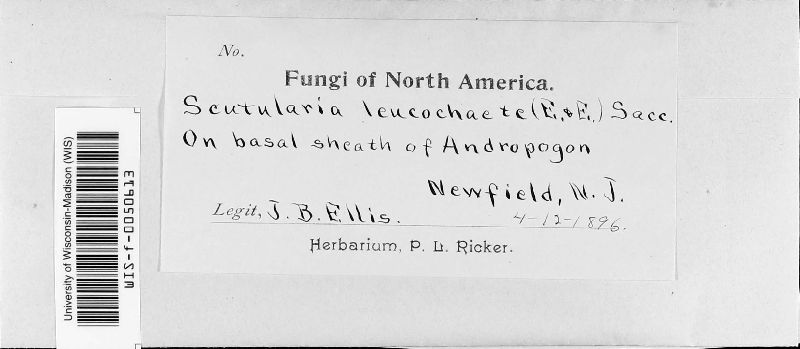 No.
Fungi of North America.
Scutularia leucochaete (E. & E.) Sacc.
On basal sheath of Andropogon
Newfield, N. J.
Legit, J. B. Ellis.
4-12-1896.
Herbarium, P. L. Ricker.
University of Wisconsin-Madison (WIS)
WIS-f-0050613